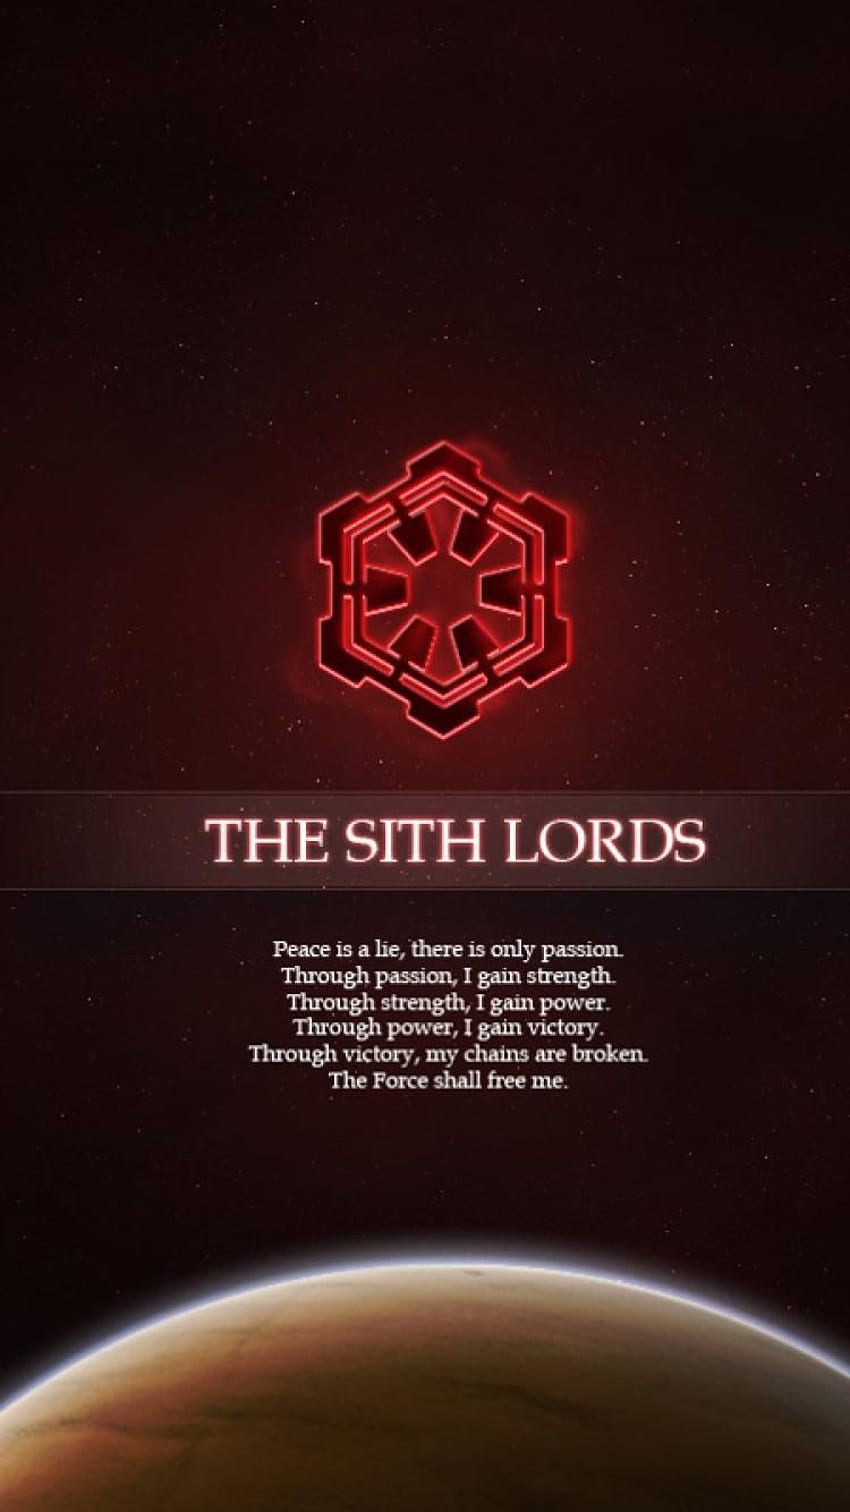 THE SITH LORDS
Peace is a lie, there is only passion.
Through passion, I gain strength.
Through strength, I gain power.
Through power, I gain victory.
Through victory, my chains are broken.
The Force shall free me.